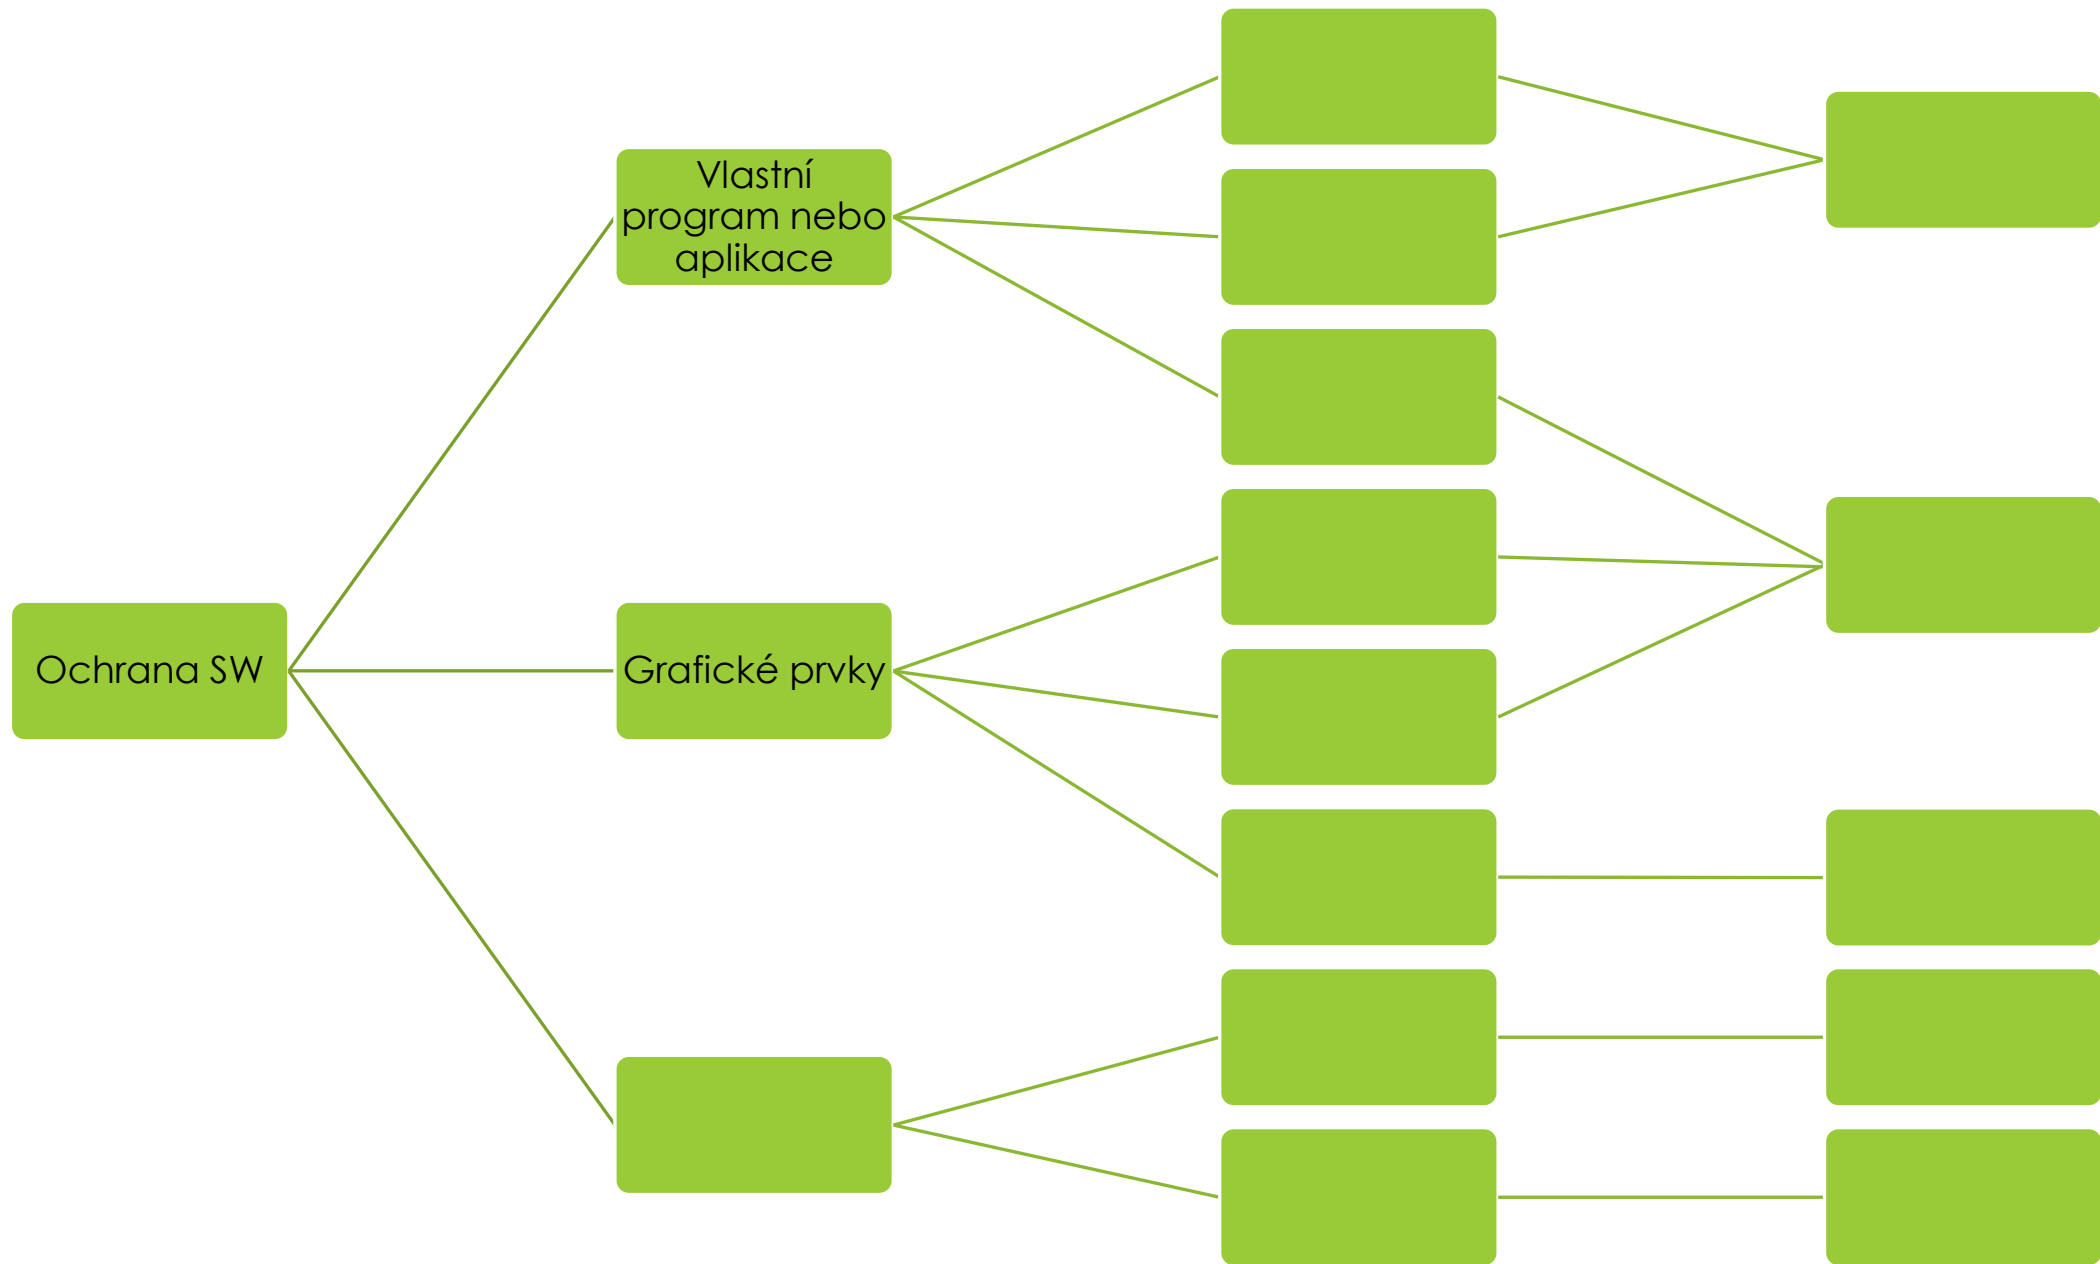 Vlastní
program nebo
aplikace
Ochrana SW
Grafické prvky